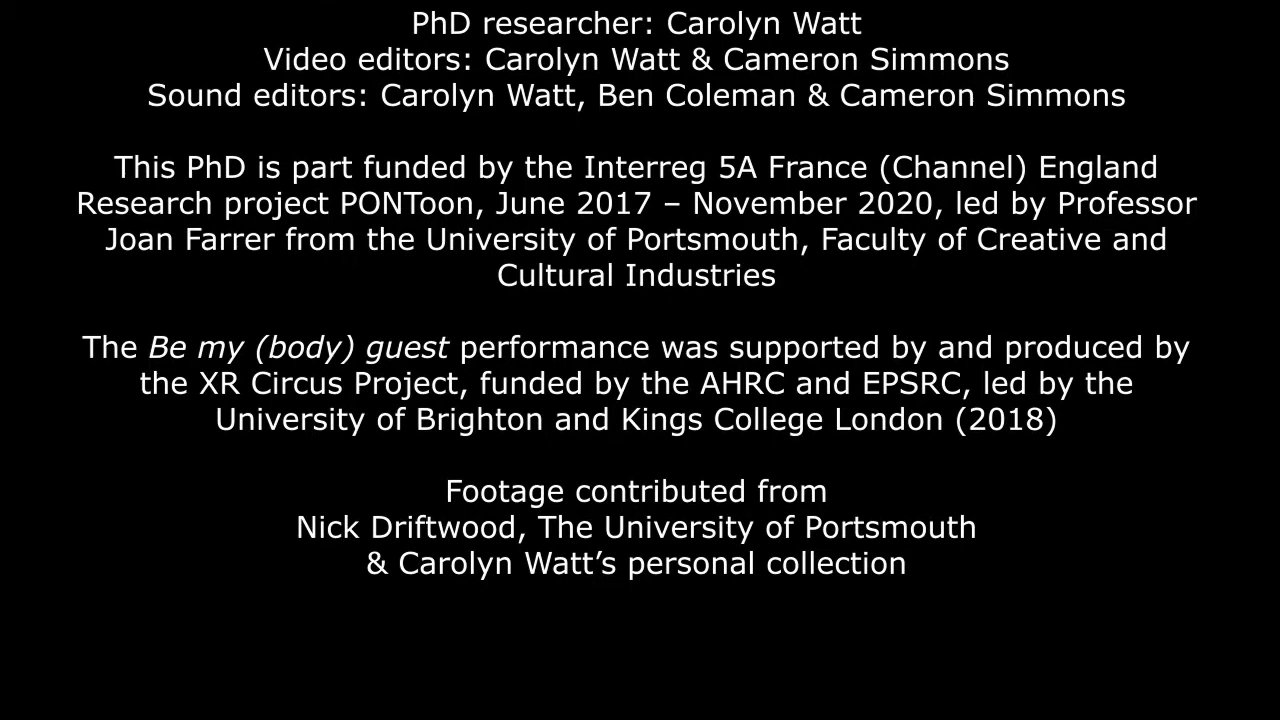 PhD researcher: Carolyn Watt
Video editors: Carolyn Watt & Cameron Simmons
Sound editors: Carolyn Watt, Ben Coleman & Cameron Simmons
This PhD is part funded by the Interreg 5A France (Channel) England
Research project PONToon, June 2017 – November 2020, led by Professor
Joan Farrer from the University of Portsmouth, Faculty of Creative and
Cultural Industries
The Be my (body) guest performance was supported by and produced by
the XR Circus Project, funded by the AHRC and EPSRC, led by the
University of Brighton and Kings College London (2018)
Footage contributed from
Nick Driftwood, The University of Portsmouth
& Carolyn Watt’s personal collection